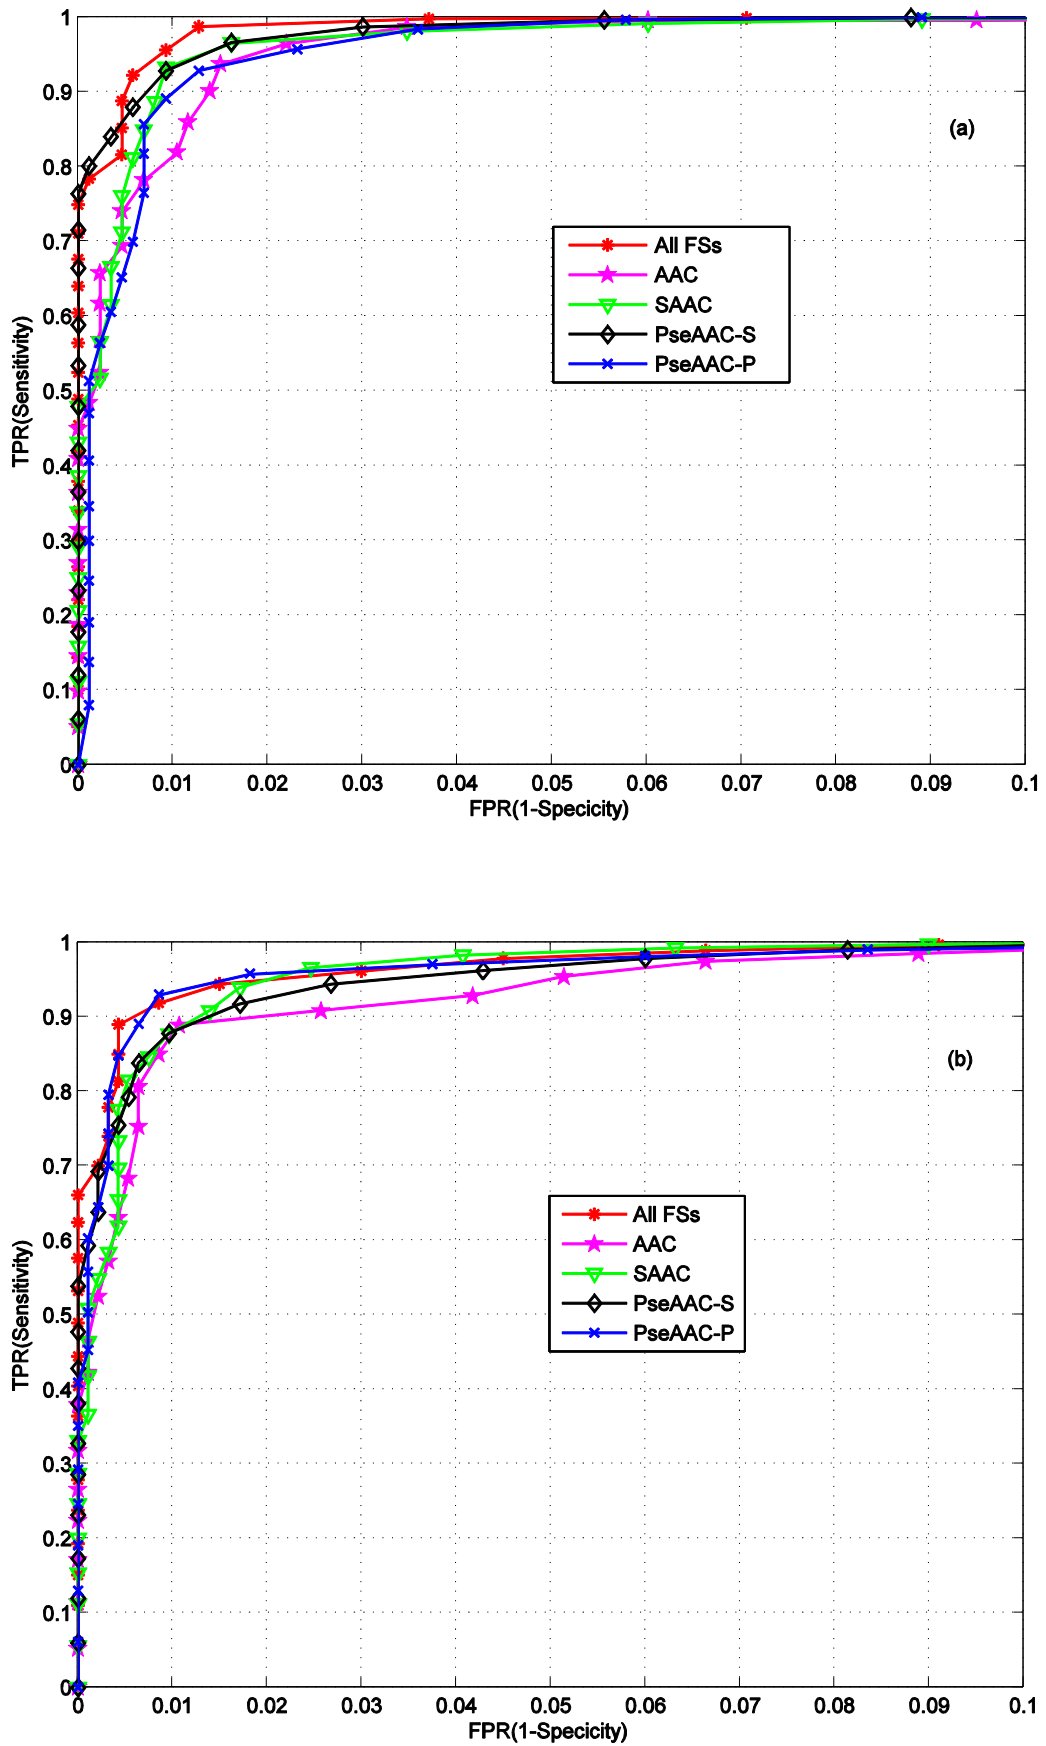 1
0.9
0.8
0.7
0.6
0.5
0.4
0.3
0.2
0.1
0
TPR(Sensitivity)
(a)
All FSs
AAC
SAAC
PseAAC-S
PseAAC-P
0 0.01 0.02 0.03 0.04 0.05 0.06 0.07 0.08 0.09 0.1
FPR(1-Specicity)
1
0.9
0.8
0.7
0.6
0.5
0.4
0.3
0.2
0.1
0
TPR(Sensitivity)
(b)
All FSs
AAC
SAAC
PseAAC-S
PseAAC-P
0 0.01 0.02 0.03 0.04 0.05 0.06 0.07 0.08 0.09 0.1
FPR(1-Specicity)